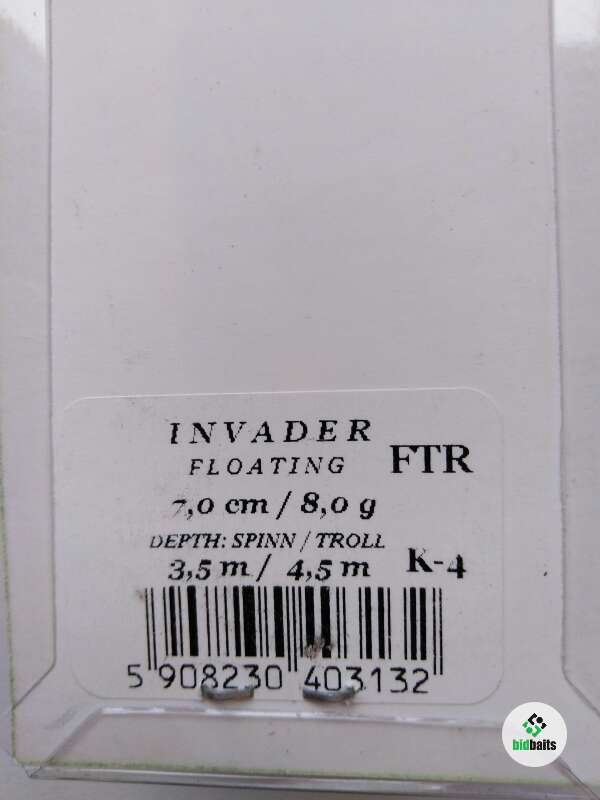 INVADER
FLOATING FTR
7,0 cm / 8,0 g
DEPTH: SPINN / TROLL
3,5 m / 4,5 m K-4
5 908230 403132
bidbaits